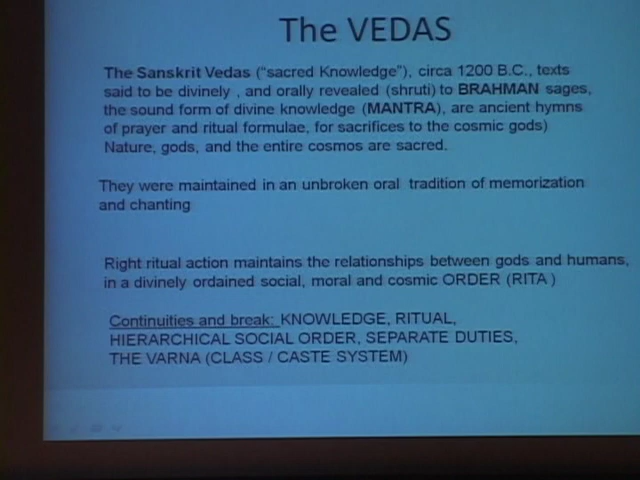 The VEDAS
The Sanskrit Vedas (“sacred Knowledge”), circa 1200 B.C., texts
said to be divinely , and orally revealed (shruti) to BRAHMAN sages,
the sound form of divine knowledge (MANTRA), are ancient hymns
of prayer and ritual formulae, for sacrifices to the cosmic gods)
Nature, gods, and the entire cosmos are sacred.
They were maintained in an unbroken oral tradition of memorization
and chanting
Right ritual action maintains the relationships between gods and humans,
in a divinely ordained social, moral and cosmic ORDER (RITA )
Continuities and break: KNOWLEDGE, RITUAL,
HIERARCHICAL SOCIAL ORDER, SEPARATE DUTIES,
THE VARNA (CLASS / CASTE SYSTEM)